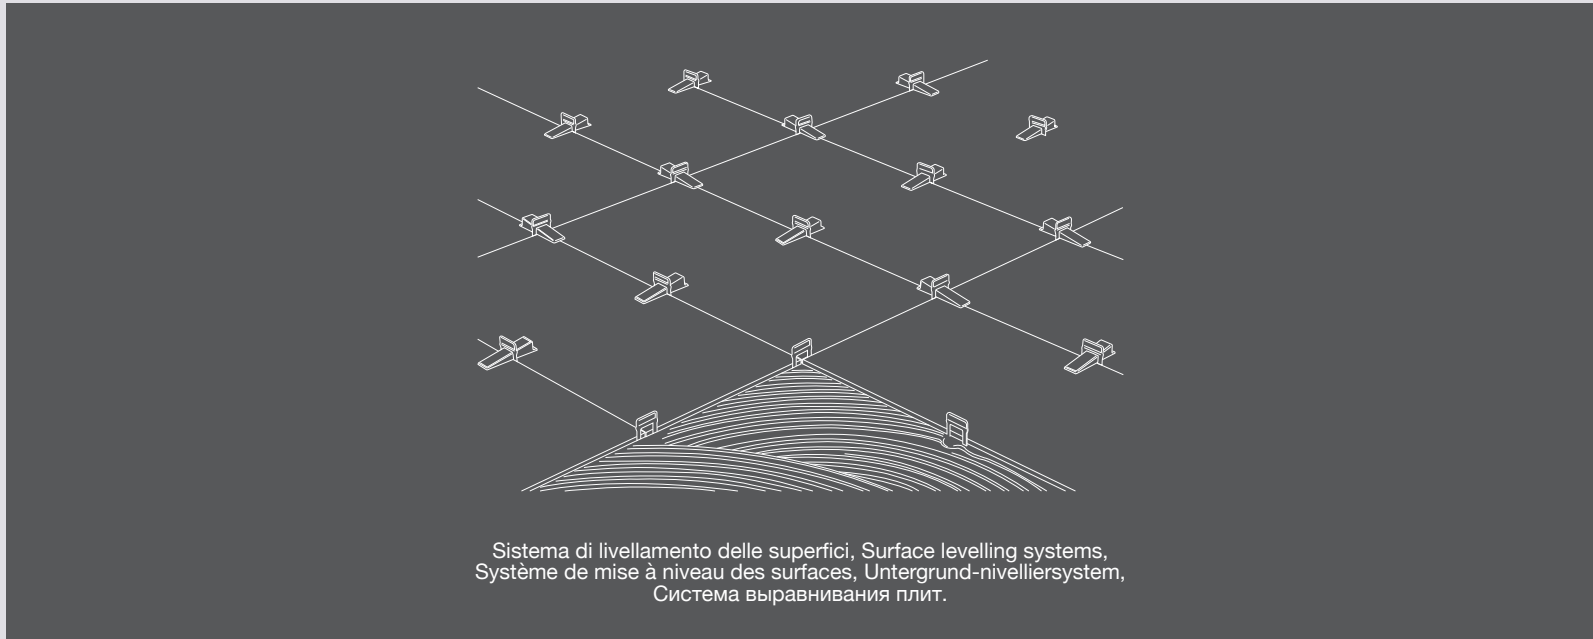 Sistema di livellamento delle superfici, Surface levelling systems,
Système de mise à niveau des surfaces, Untergrund-nivelliersystem,
Система выравнивания плит.